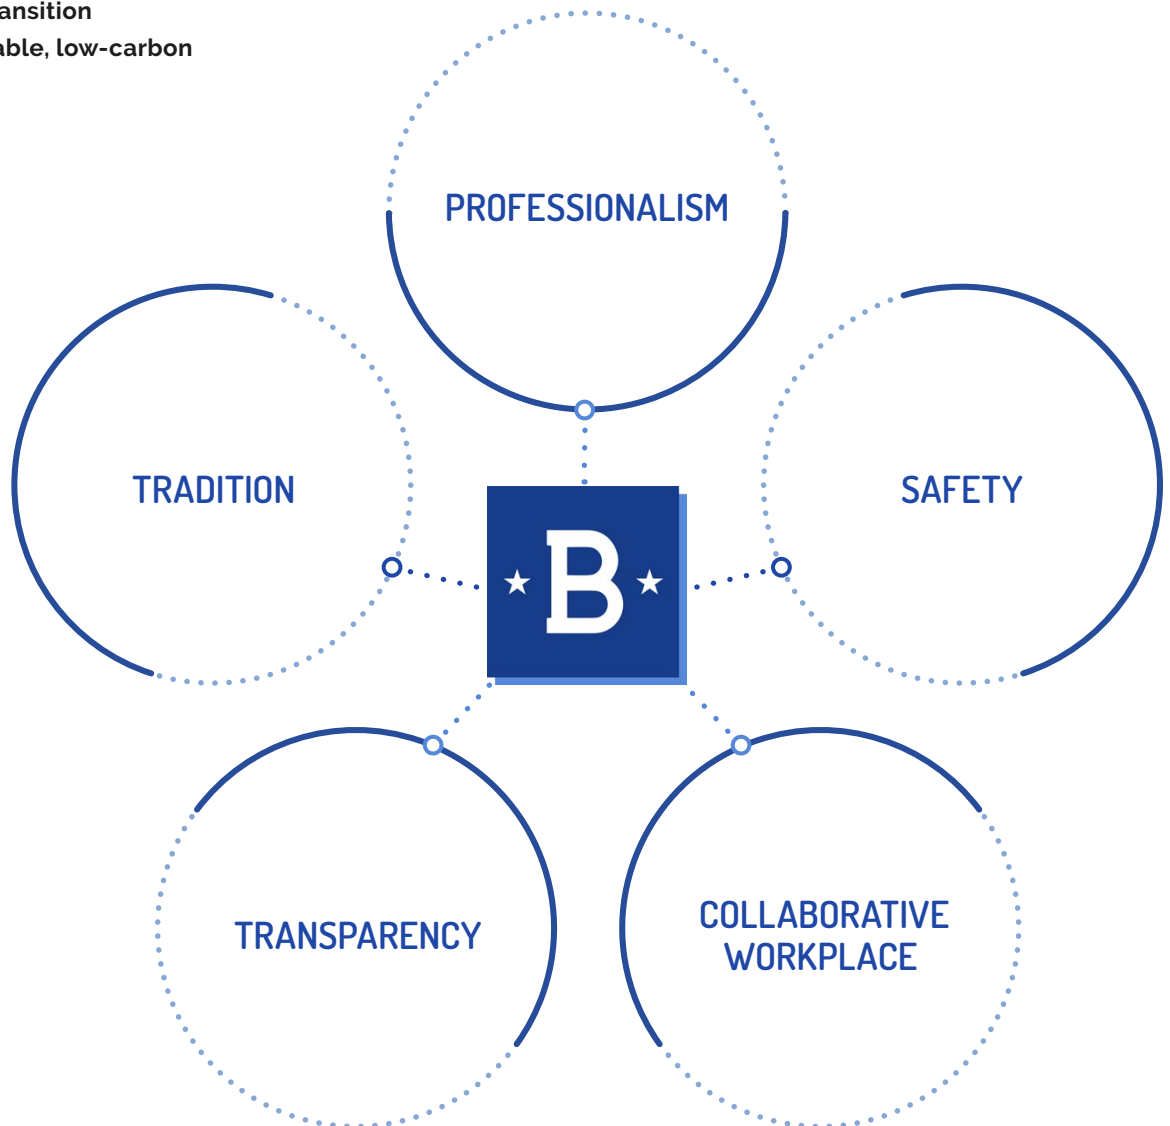 ansition
able, low-carbon
PROFESSIONALISM
TRADITION
SAFETY
★ B ★
TRANSPARENCY
COLLABORATIVE
WORKPLACE